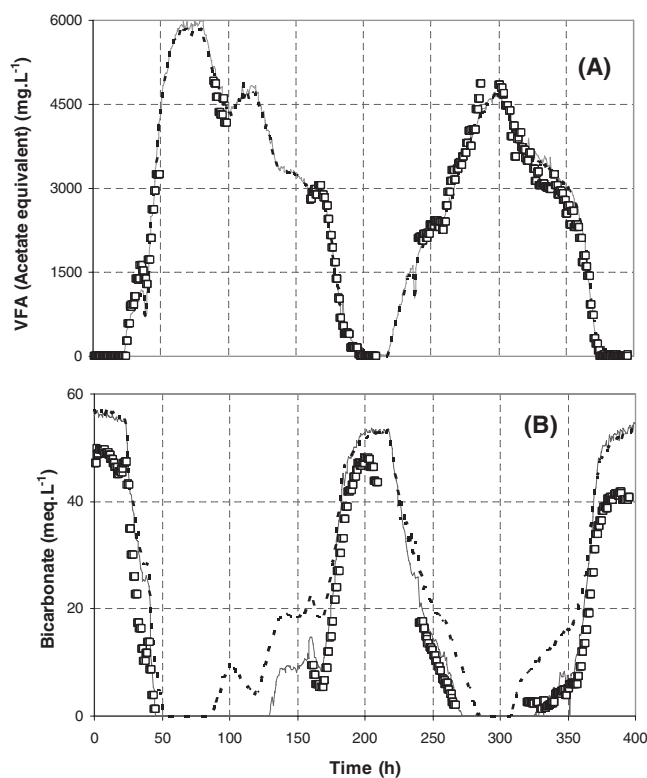 6000
(A)
4500
3000
1500
0
VFA (Acetate equivalent) (mg.L⁻¹)
60
(B)
40
20
0
Bicarbonate (meq.L⁻¹)
0 50 100 150 200 250 300 350 400
Time (h)